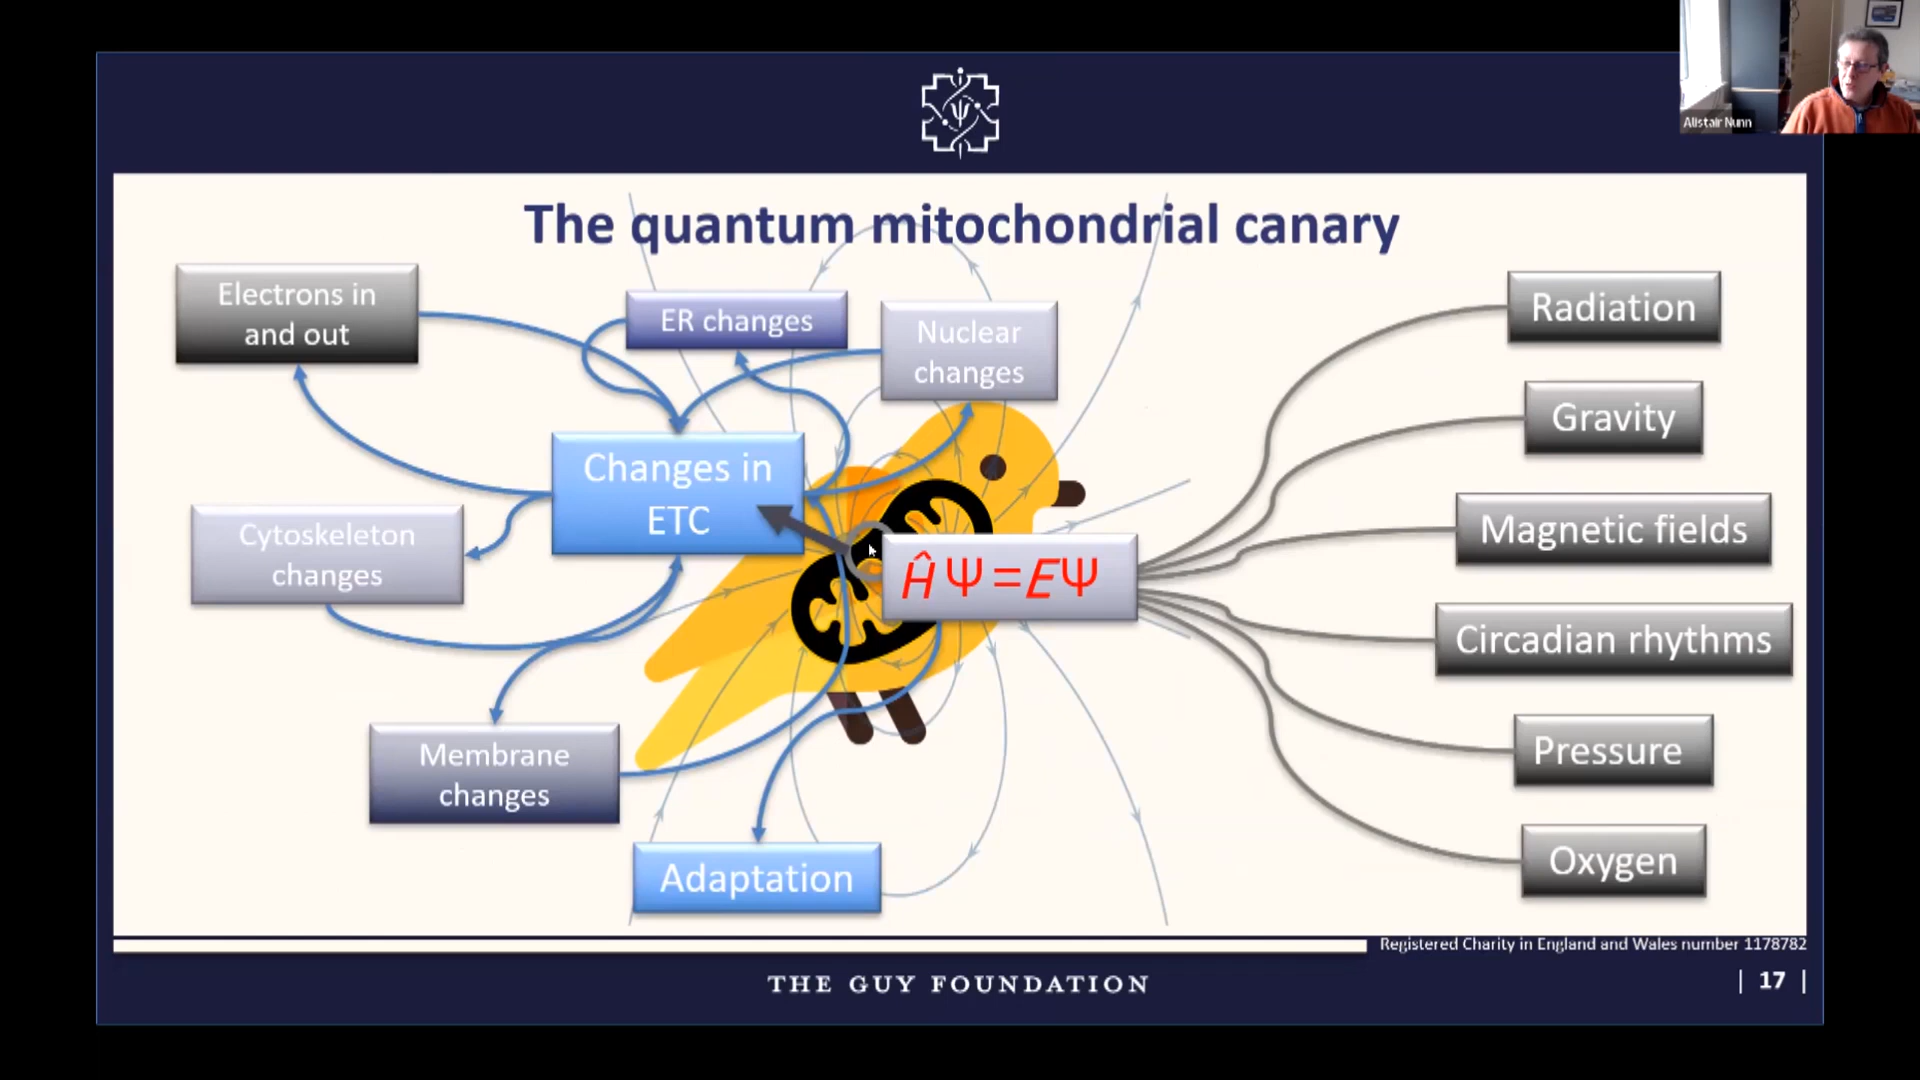 Alistair Nunn
Ψ
The quantum mitochondrial canary
Electrons in
and out
ER changes
Nuclear
changes
Changes in
ETC
Cytoskeleton
changes
Membrane
changes
Adaptation
ĤΨ=EΨ
Radiation
Gravity
Magnetic fields
Circadian rhythms
Pressure
Oxygen
Registered Charity in England and Wales number 1178782
THE GUY FOUNDATION
| 17 |